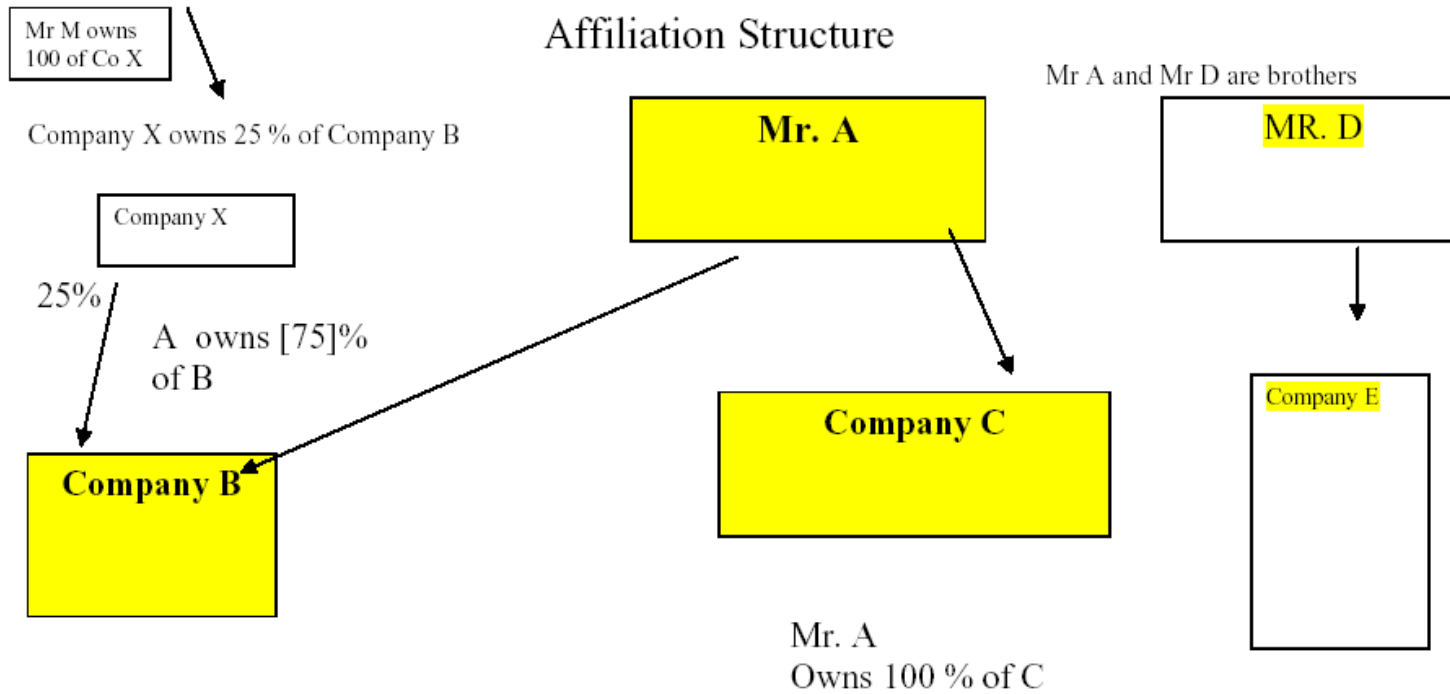 Mr M owns
100 of Co X
Affiliation Structure
Mr A and Mr D are brothers
Company X owns 25 % of Company B
Mr. A
MR. D
Company X
25%
A owns [75]%
of B
Company C
Company E
Company B
Mr. A
Owns 100 % of C